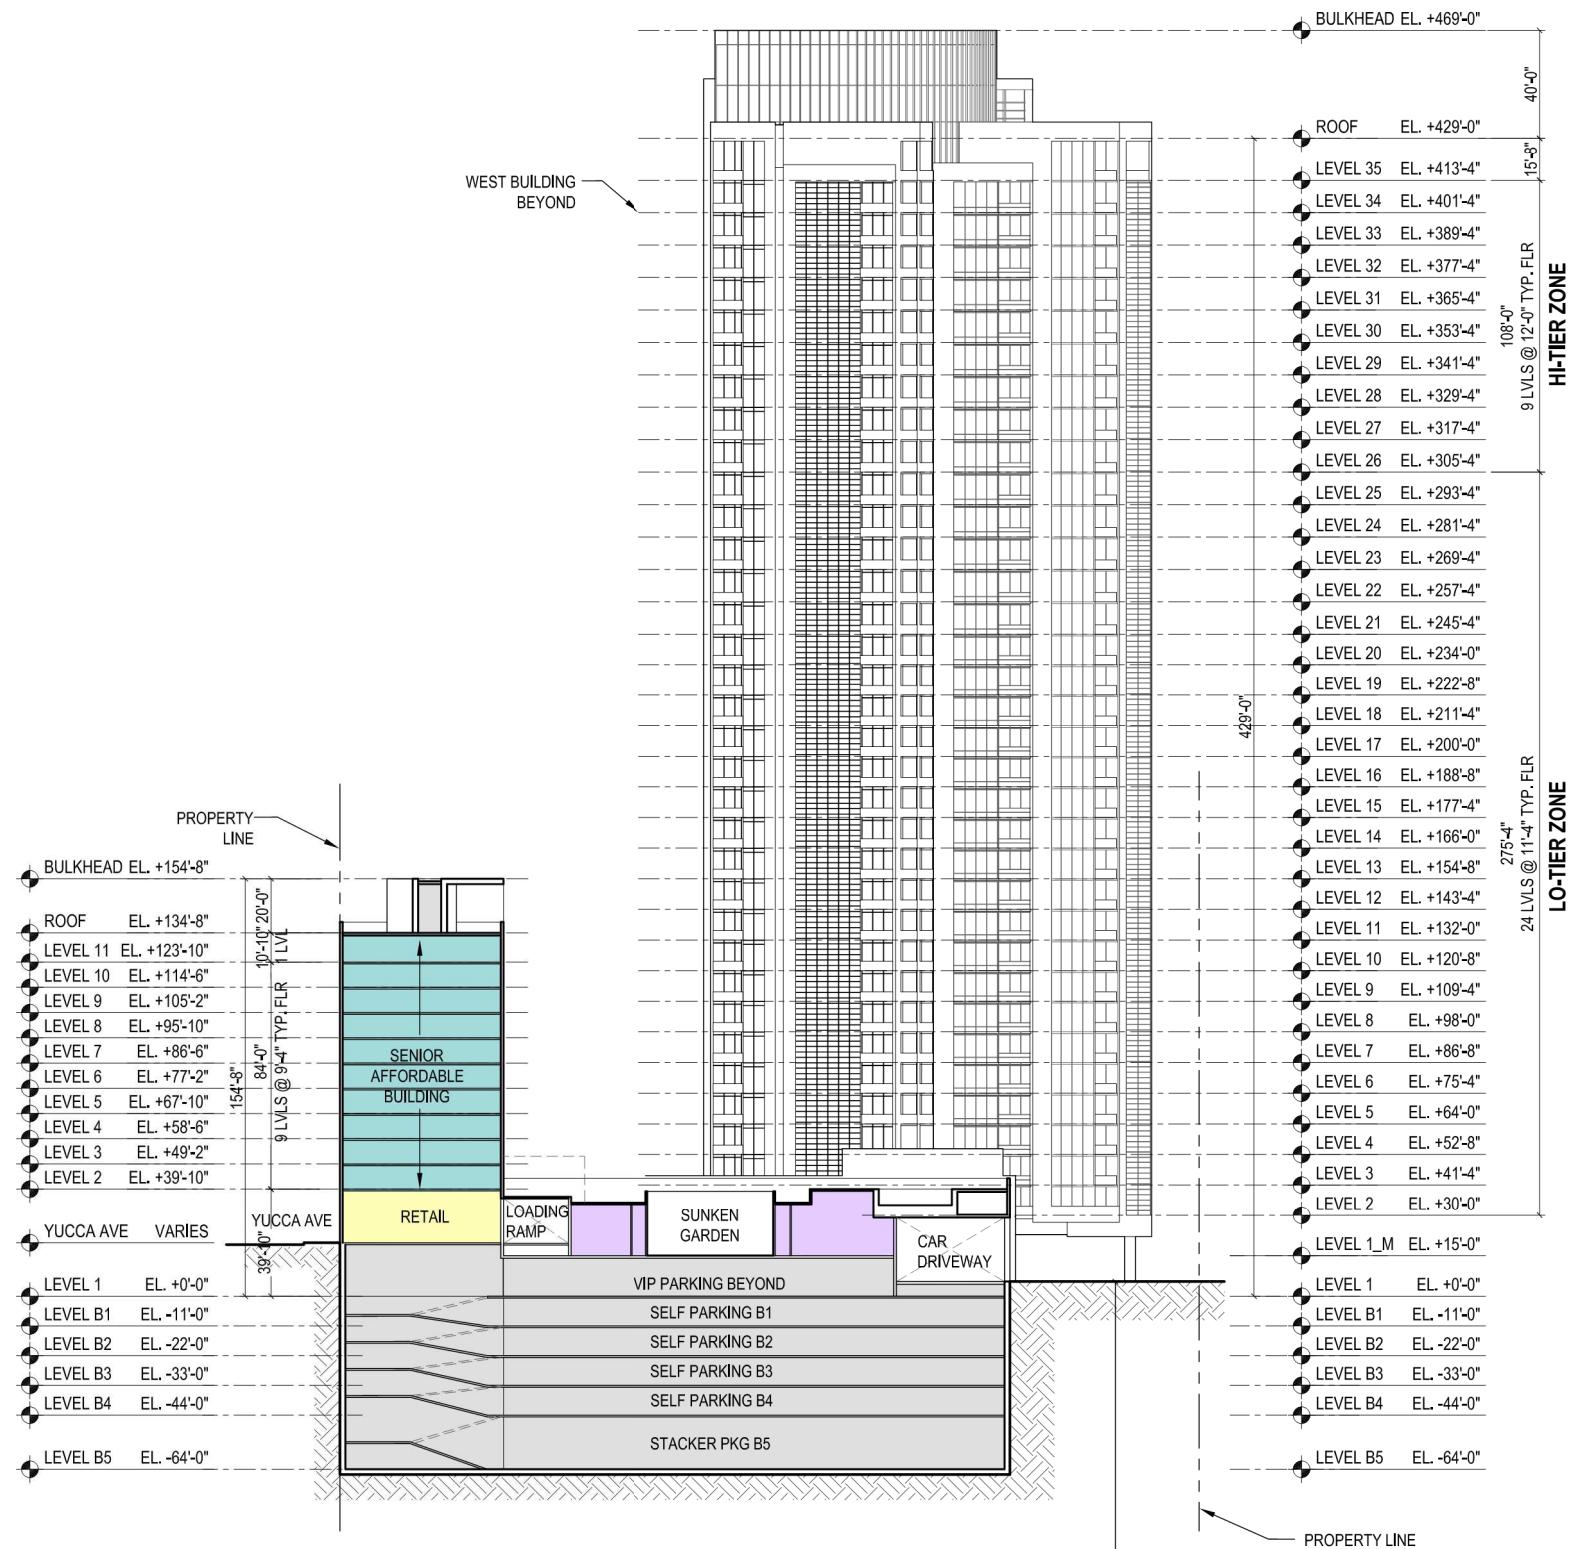 BULKHEAD EL. +469'-0"
40'-0"
ROOF EL. +429'-0"
15'-8"
LEVEL 35 EL. +413'-4"
LEVEL 34 EL. +401'-4"
LEVEL 33 EL. +389'-4"
LEVEL 32 EL. +377'-4"
LEVEL 31 EL. +365'-4"
LEVEL 30 EL. +353'-4"
LEVEL 29 EL. +341'-4"
LEVEL 28 EL. +329'-4"
LEVEL 27 EL. +317'-4"
LEVEL 26 EL. +305'-4"
LEVEL 25 EL. +293'-4"
LEVEL 24 EL. +281'-4"
LEVEL 23 EL. +269'-4"
LEVEL 22 EL. +257'-4"
LEVEL 21 EL. +245'-4"
LEVEL 20 EL. +234'-0"
LEVEL 19 EL. +222'-8"
LEVEL 18 EL. +211'-4"
LEVEL 17 EL. +200'-0"
LEVEL 16 EL. +188'-8"
LEVEL 15 EL. +177'-4"
LEVEL 14 EL. +166'-0"
LEVEL 13 EL. +154'-8"
LEVEL 12 EL. +143'-4"
LEVEL 11 EL. +132'-0"
LEVEL 10 EL. +120'-8"
LEVEL 9 EL. +109'-4"
LEVEL 8 EL. +98'-0"
LEVEL 7 EL. +86'-8"
LEVEL 6 EL. +75'-4"
LEVEL 5 EL. +64'-0"
LEVEL 4 EL. +52'-8"
LEVEL 3 EL. +41'-4"
LEVEL 2 EL. +30'-0"
LEVEL 1_M EL. +15'-0"
LEVEL 1 EL. +0'-0"
LEVEL B1 EL. -11'-0"
LEVEL B2 EL. -22'-0"
LEVEL B3 EL. -33'-0"
LEVEL B4 EL. -44'-0"
LEVEL B5 EL. -64'-0"
108'-0"
9 LVLS @ 12'-0" TYP. FLR
HI-TIER ZONE
429'-0"
275'-4"
24 LVLS @ 11'-4" TYP. FLR
LO-TIER ZONE
WEST BUILDING
BEYOND
PROPERTY
LINE
BULKHEAD EL. +154'-8"
ROOF EL. +134'-8"
LEVEL 11 EL. +123'-10"
LEVEL 10 EL. +114'-6"
LEVEL 9 EL. +105'-2"
LEVEL 8 EL. +95'-10"
LEVEL 7 EL. +86'-6"
LEVEL 6 EL. +77'-2"
LEVEL 5 EL. +67'-10"
LEVEL 4 EL. +58'-6"
LEVEL 3 EL. +49'-2"
LEVEL 2 EL. +39'-10"
YUCCA AVE VARIES
LEVEL 1 EL. +0'-0"
LEVEL B1 EL. -11'-0"
LEVEL B2 EL. -22'-0"
LEVEL B3 EL. -33'-0"
LEVEL B4 EL. -44'-0"
LEVEL B5 EL. -64'-0"
154'-8"
20'-0"
10'-10"
1 LVL
84'-0"
9 LVLS @ 9'-4" TYP. FLR
39'-10"
YUCCA AVE
SENIOR
AFFORDABLE
BUILDING
RETAIL
LOADING
RAMP
SUNKEN
GARDEN
CAR
DRIVEWAY
VIP PARKING BEYOND
SELF PARKING B1
SELF PARKING B2
SELF PARKING B3
SELF PARKING B4
STACKER PKG B5
PROPERTY LINE